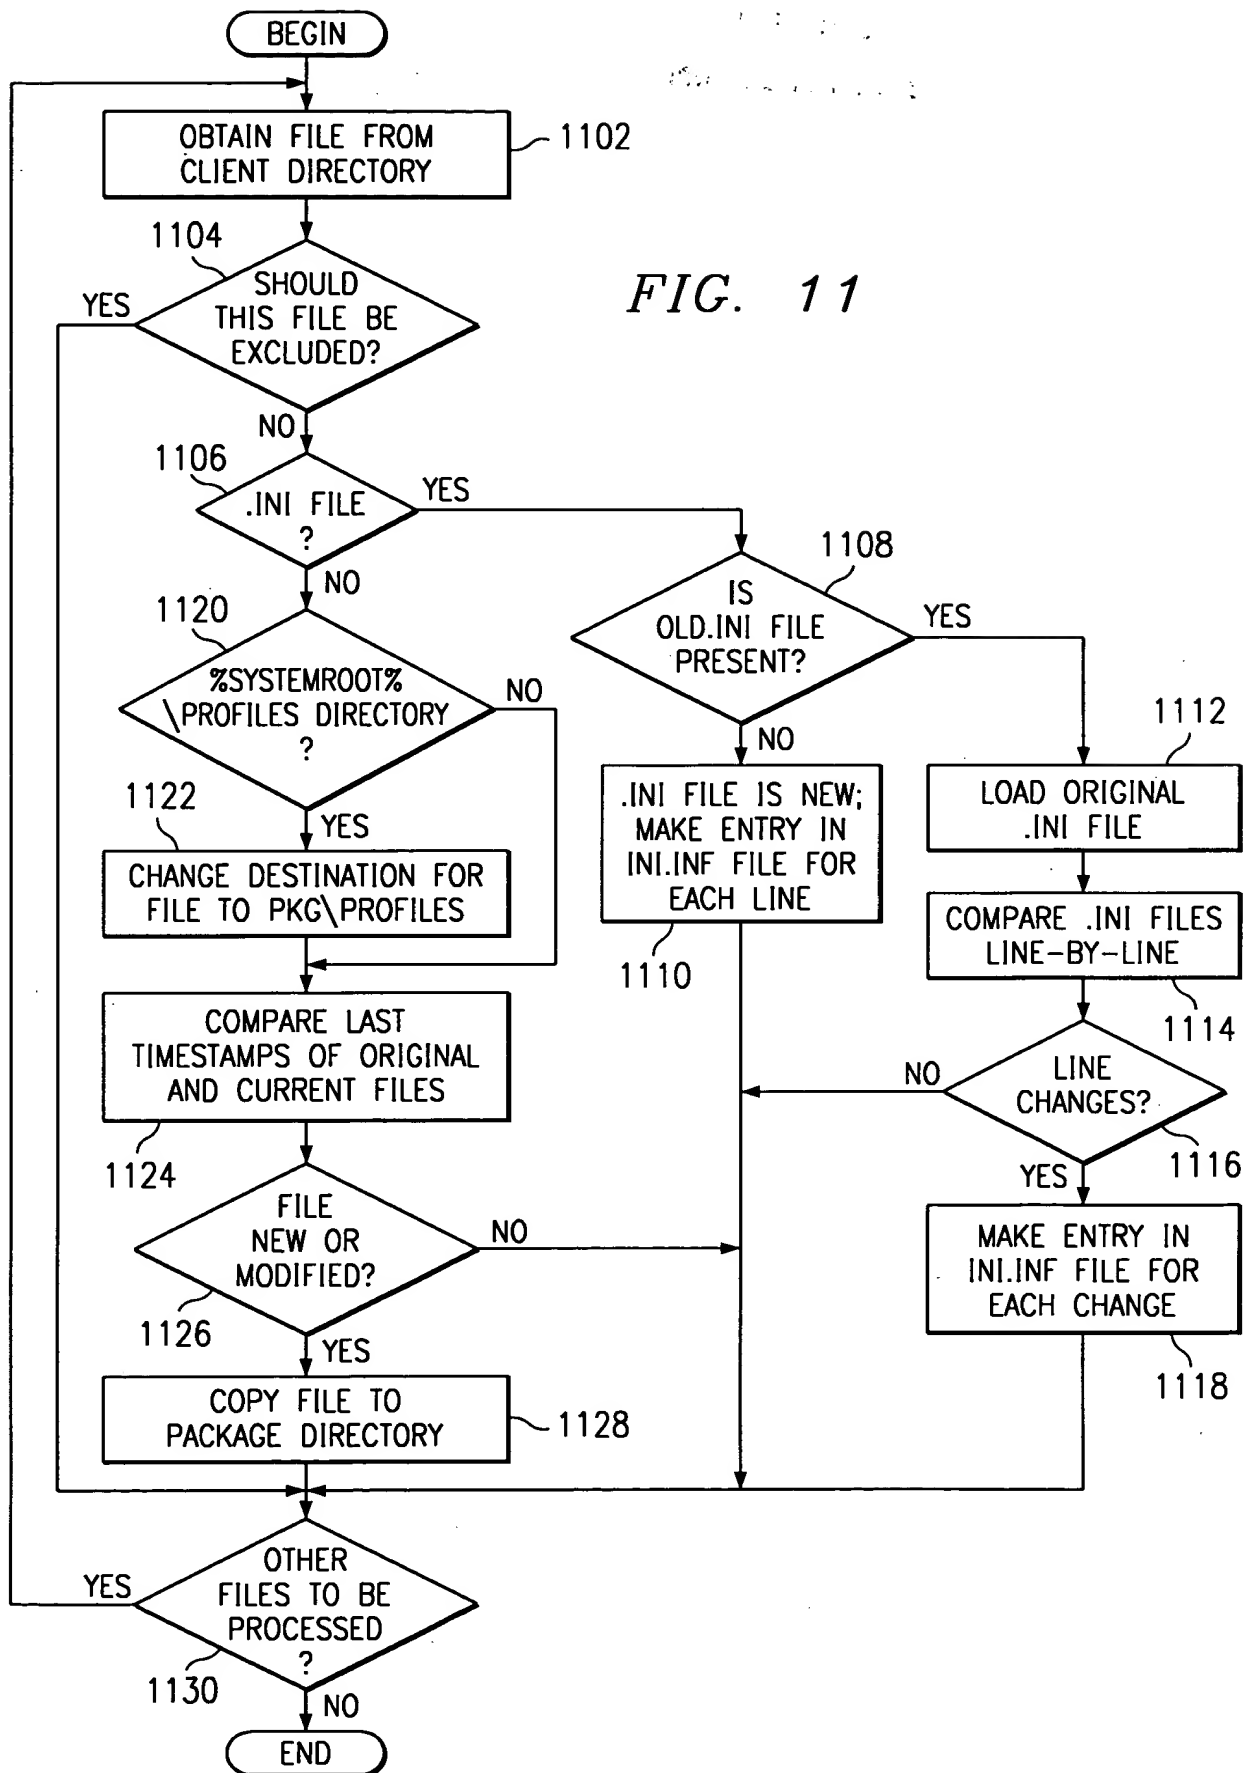 BEGIN
OBTAIN FILE FROM
CLIENT DIRECTORY
1102
1104
SHOULD
THIS FILE BE
EXCLUDED?
YES
NO
FIG. 11
1106
.INI FILE
?
YES
NO
1108
IS
OLD.INI FILE
PRESENT?
YES
NO
1120
%SYSTEMROOT%
\PROFILES DIRECTORY
?
NO
YES
1112
LOAD ORIGINAL
.INI FILE
.INI FILE IS NEW;
MAKE ENTRY IN
INI.INF FILE FOR
EACH LINE
1110
1122
CHANGE DESTINATION FOR
FILE TO PKG\PROFILES
COMPARE .INI FILES
LINE-BY-LINE
1114
COMPARE LAST
TIMESTAMPS OF ORIGINAL
AND CURRENT FILES
1124
LINE
CHANGES?
NO
1116
YES
FILE
NEW OR
MODIFIED?
NO
1126
YES
MAKE ENTRY IN
INI.INF FILE FOR
EACH CHANGE
1118
COPY FILE TO
PACKAGE DIRECTORY
1128
OTHER
FILES TO BE
PROCESSED
?
YES
1130
NO
END